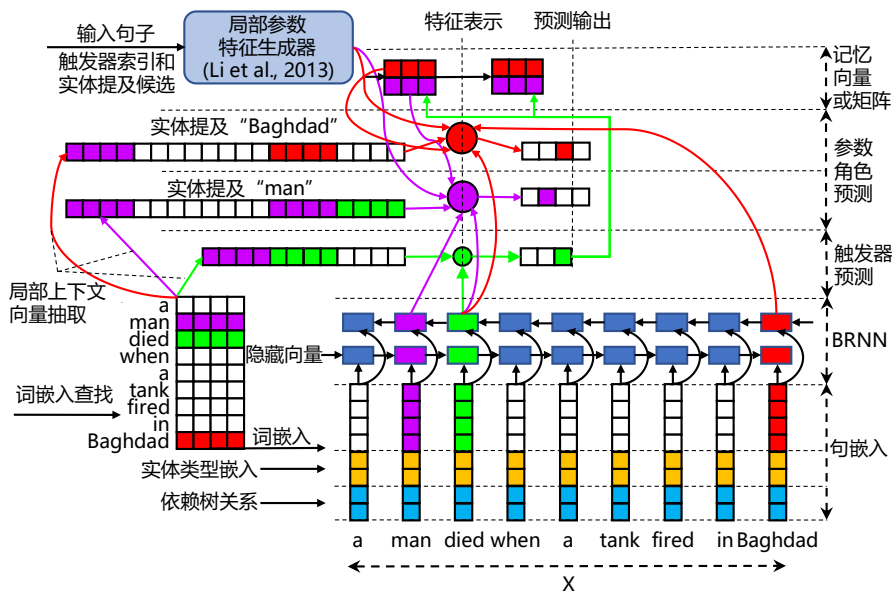 输入句子
触发器索引和
实体提及候选
局部参数
特征生成器
(Li et al., 2013)
特征表示
预测输出
记忆
向量
或矩阵
实体提及“Baghdad”
参数
角色
预测
实体提及“man”
触发器
预测
局部上下文
向量抽取
a
man
died
when
a
tank
fired
in
Baghdad
词嵌入查找
隐藏向量
BRNN
词嵌入
实体类型嵌入
依赖树关系
句嵌入
a man died when a tank fired in Baghdad
X